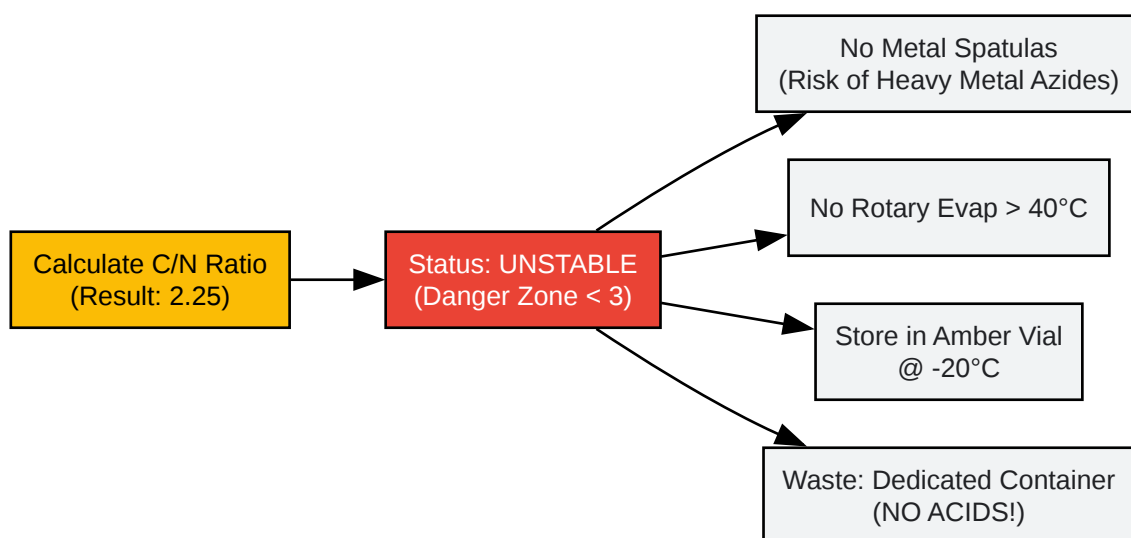 Calculate C/N Ratio
(Result: 2.25)
Status: UNSTABLE
(Danger Zone < 3)
No Metal Spatulas
(Risk of Heavy Metal Azides)
No Rotary Evap > 40°C
Store in Amber Vial
@ -20°C
Waste: Dedicated Container
(NO ACIDS!)